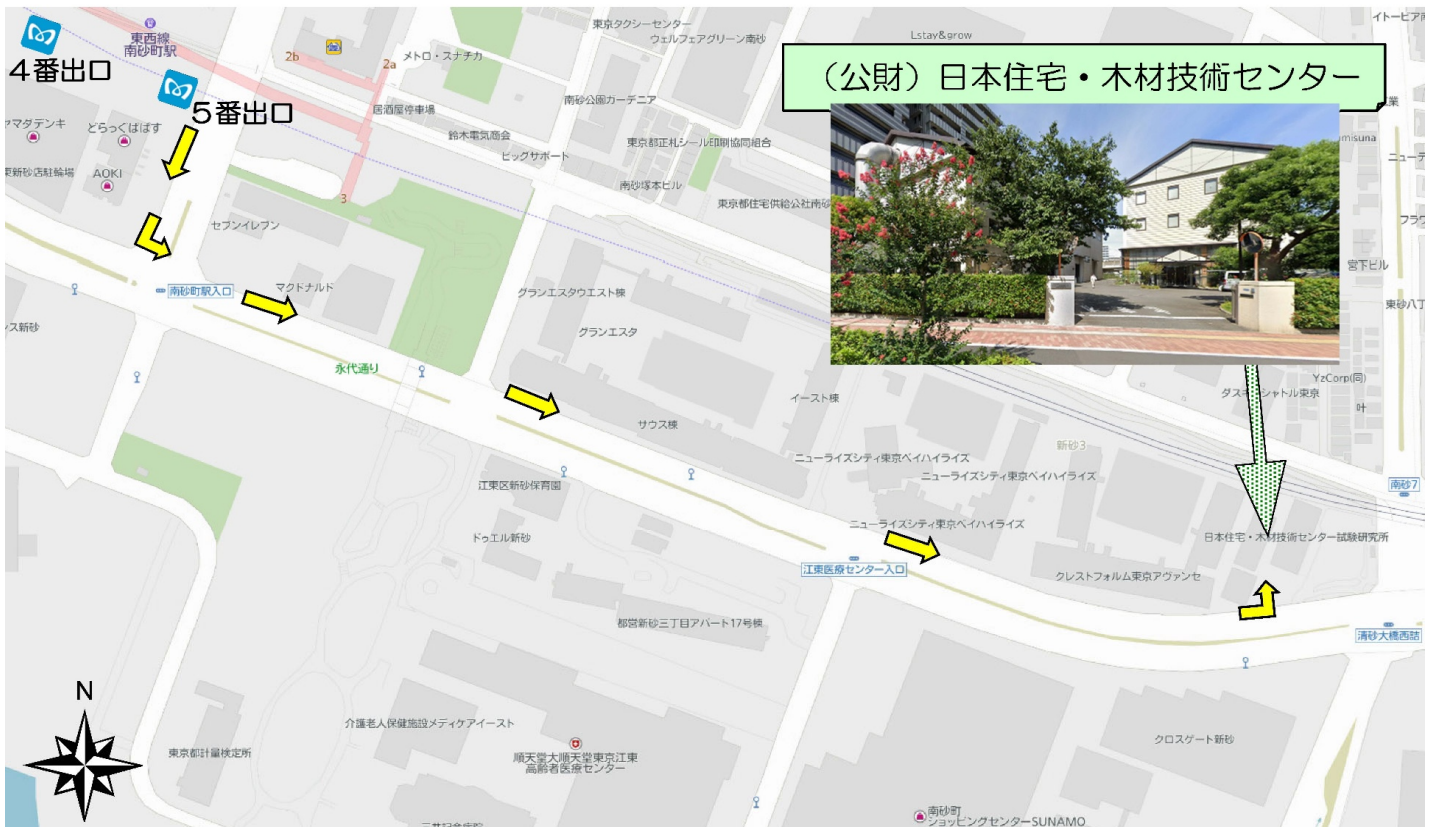 東京タクシーセンター
ウェルフェアグリーン南砂
Lstay&grow
イトーピア南
東西線
南砂町駅
4番出口
2b
2a
メトロ・スナチカ
(公財)日本住宅・木材技術センター
5番出口
居酒屋停車場
南砂公園ガーデニア
ヤマダデンキ
どらっぐぱぱす
鈴木電気商会
ビッグサポート
東京都正札シール印刷協同組合
misuna
ニューテ
東新砂店駐輪場
AOKI
南砂塚本ビル
3
東京都住宅供給公社南砂
フラワ
セブンイレブン
宮下ビル
南砂町駅入口
マクドナルド
グランエスタウエスト棟
東砂八丁
ス新砂
グランエスタ
永代通り
YzCorp(同)
イースト棟
叶
サウス棟
新砂3
ニューライズシティ東京ベイハイライズ
ニューライズシティ東京ベイハイライズ
江東区新砂保育園
南砂7
ニューライズシティ東京ベイハイライズ
ドゥエル新砂
日本住宅・木材技術センター試験研究所
江東医療センター入口
クレストフォルム東京アヴァンセ
都営新砂三丁目アパート17号棟
清砂大橋西詰
N
介護老人保健施設メディケアイースト
東京都計量検定所
順天堂大順天堂東京江東
高齢者医療センター
クロスゲート新砂
南砂町
ショッピングセンターSUNAMO